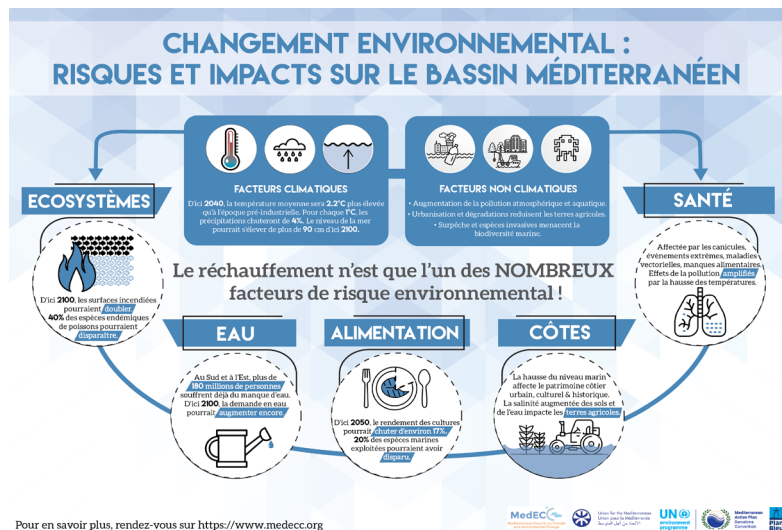 CHANGEMENT ENVIRONNEMENTAL :
RISQUES ET IMPACTS SUR LE BASSIN MÉDITERRANÉEN
FACTEURS CLIMATIQUES
D'ici 2040, la température moyenne sera 2.2°C plus élevée
qu'à l'époque pré-industrielle. Pour chaque 1°C, les
précipitations chuteront de 4%. Le niveau de la mer
pourrait s'élever de plus de 90 cm d'ici 2100.
FACTEURS NON CLIMATIQUES
• Augmentation de la pollution atmosphérique et aquatique.
• Urbanisation et dégradations reduisent les terres agricoles.
• Surpêche et espèces invasives menacent la
biodiversité marine.
ECOSYSTÈMES
D'ici 2100, les surfaces incendiées
pourraient doubler.
40% des espèces endémiques
de poissons pourraient
disparaître.
SANTÉ
Affectée par les canicules,
évènements extrêmes, maladies
vectorielles, manques alimentaires.
Effets de la pollution amplifiés
par la hausse des températures.
Le réchauffement n'est que l'un des NOMBREUX
facteurs de risque environnemental !
EAU
Au Sud et à l'Est, plus de
180 millions de personnes
souffrent déjà du manque d'eau.
D'ici 2100, la demande en eau
pourrait augmenter encore.
ALIMENTATION
D'ici 2050, le rendement des cultures
pourrait chuter d'environ 17%.
20% des espèces marines
exploitées pourraient avoir
disparu.
CÔTES
La hausse du niveau marin
affecte le patrimoine côtier
urbain, culturel & historique.
La salinité augmentée des sols et
de l'eau impacte les terres agricoles.
Pour en savoir plus, rendez-vous sur https://www.medecc.org
MedECC
Union for the Mediterranean
Union pour la Méditerranée
الاتحاد من أجل المتوسط
UN
environment
programme
Mediterranean
Action Plan
Barcelona
Convention